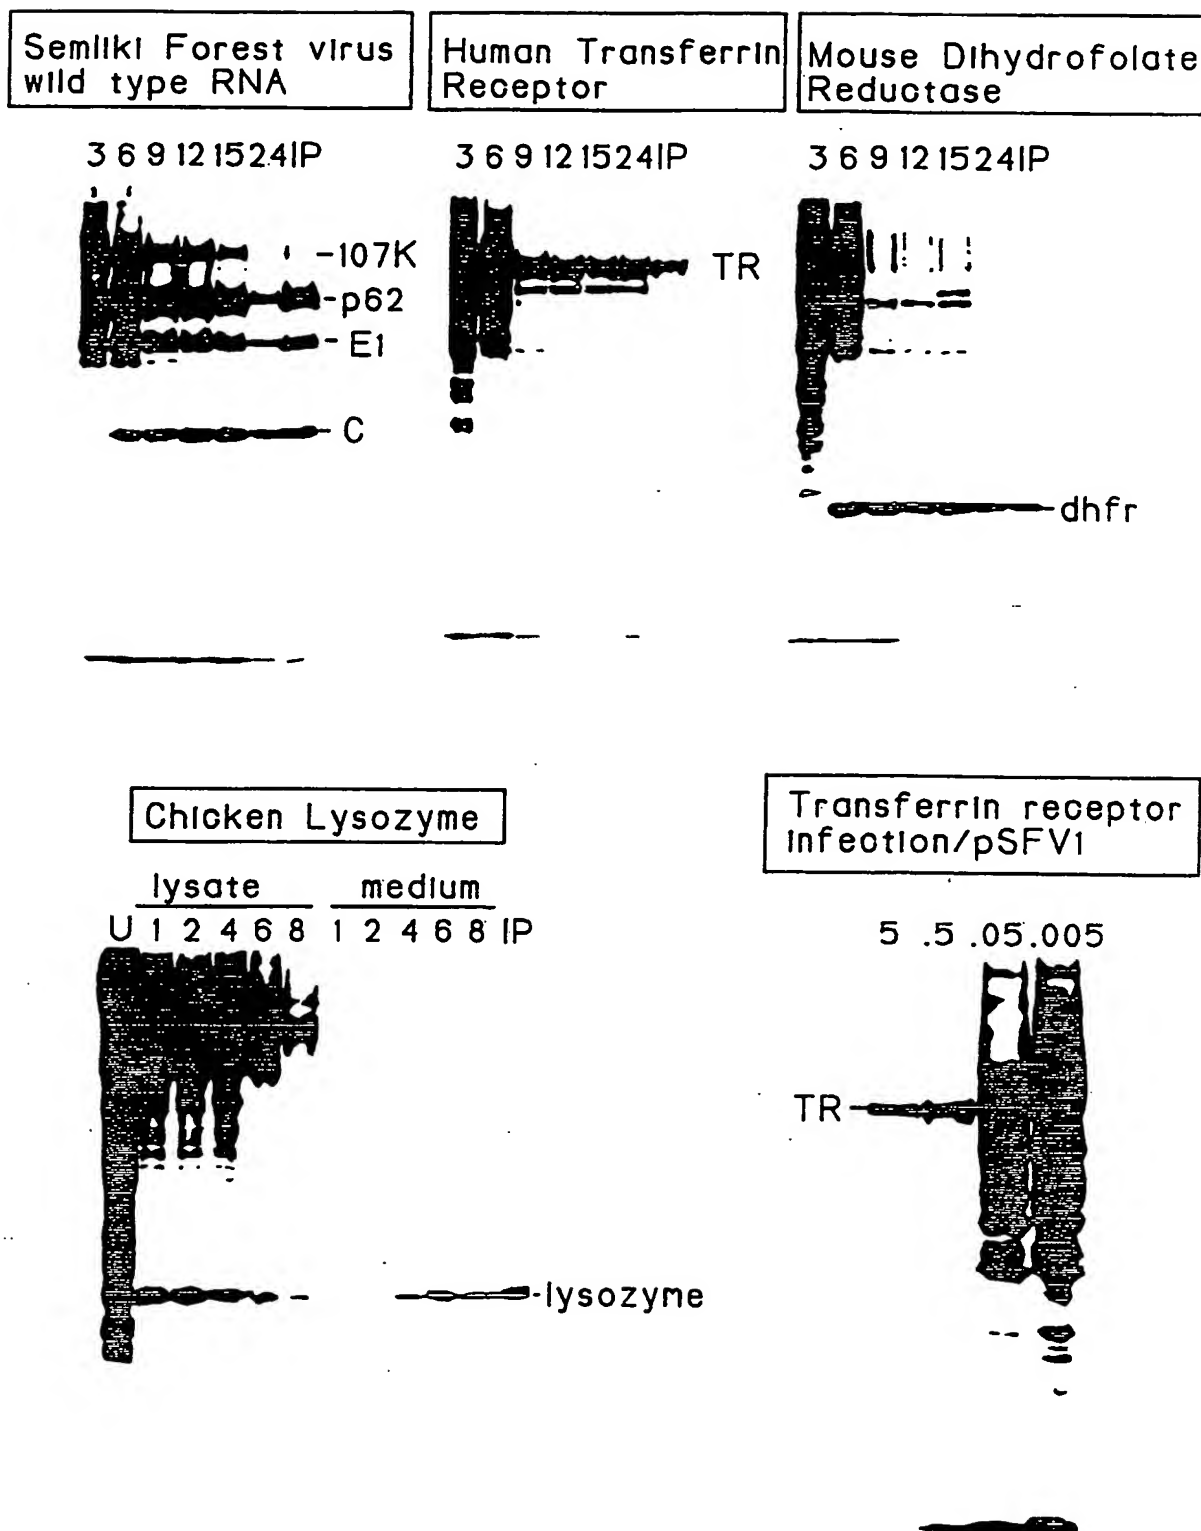 Semliki Forest virus
wild type RNA
Human Transferrin
Receptor
Mouse Dihydrofolate
Reductase
3 6 9 12 15 24 IP
3 6 9 12 15 24 IP
3 6 9 12 15 24 IP
-107K
-p62
-E1
-C
TR
-dhfr
Chicken Lysozyme
lysate medium
U 1 2 4 6 8 1 2 4 6 8 IP
-lysozyme
Transferrin receptor
Infection/pSFV1
5 .5 .05 .005
TR-